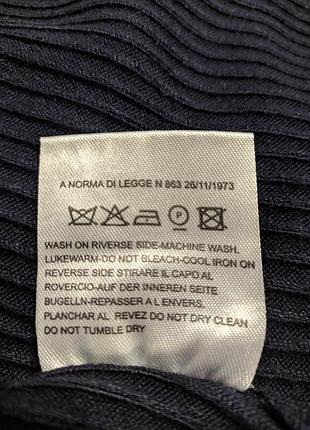 A NORMA DI LEGGE N 863 26/11/1973
P
WASH ON RIVERSE SIDE-MACHINE WASH.
LUKEWARM-DO NOT BLEACH-COOL IRON ON
REVERSE SIDE STIRARE IL CAPO AL
ROVERCIO-AUF DER INNEREN SEITE
BUGELLN-REPASSER A L ENVERS.
PLANCHAR AL REVEZ DO NOT DRY CLEAN
DO NOT TUMBLE DRY